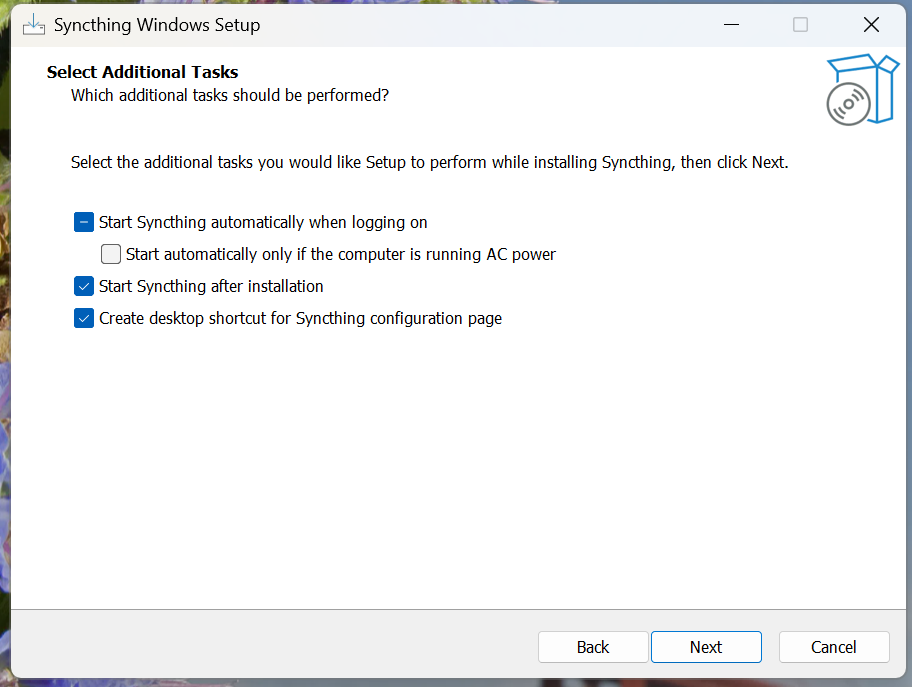 Syncthing Windows Setup
Select Additional Tasks
Which additional tasks should be performed?
Select the additional tasks you would like Setup to perform while installing Syncthing, then click Next.
Start Syncthing automatically when logging on
Start automatically only if the computer is running AC power
Start Syncthing after installation
Create desktop shortcut for Syncthing configuration page
Back Next Cancel